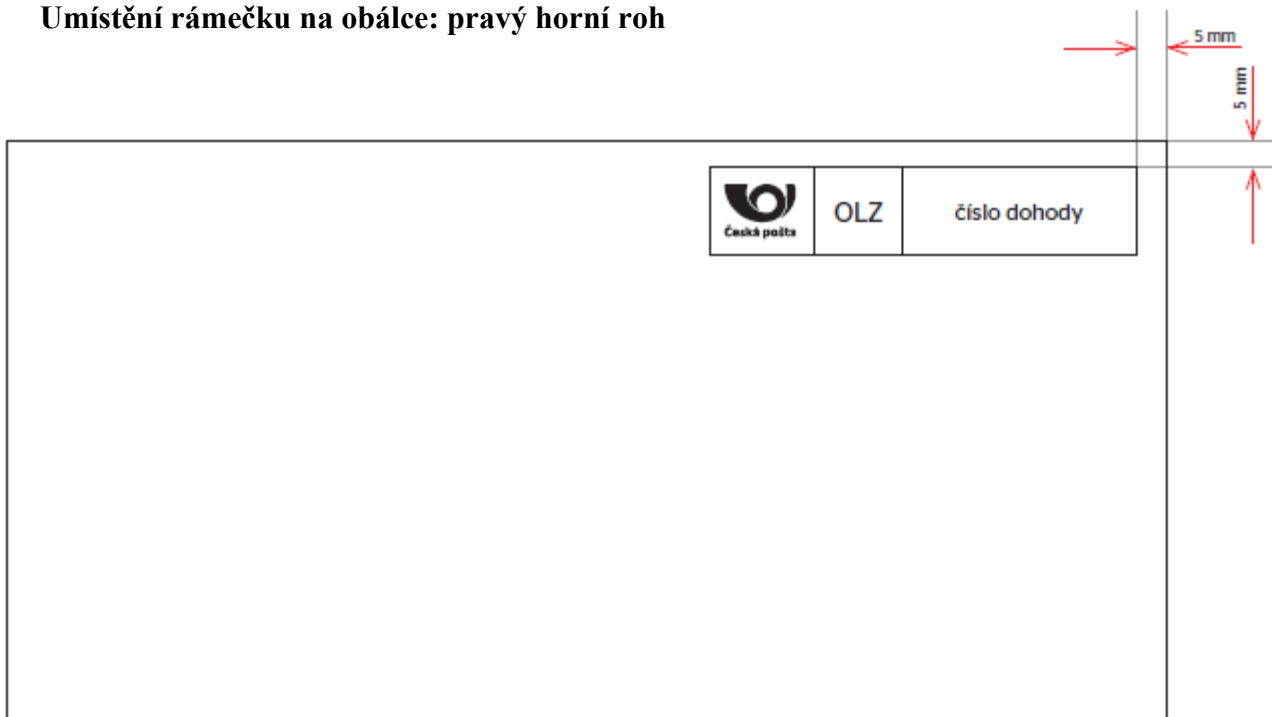 Umístění rámečku na obálce: pravý horní roh
5 mm
5 mm
Česká pošta
OLZ
číslo dohody